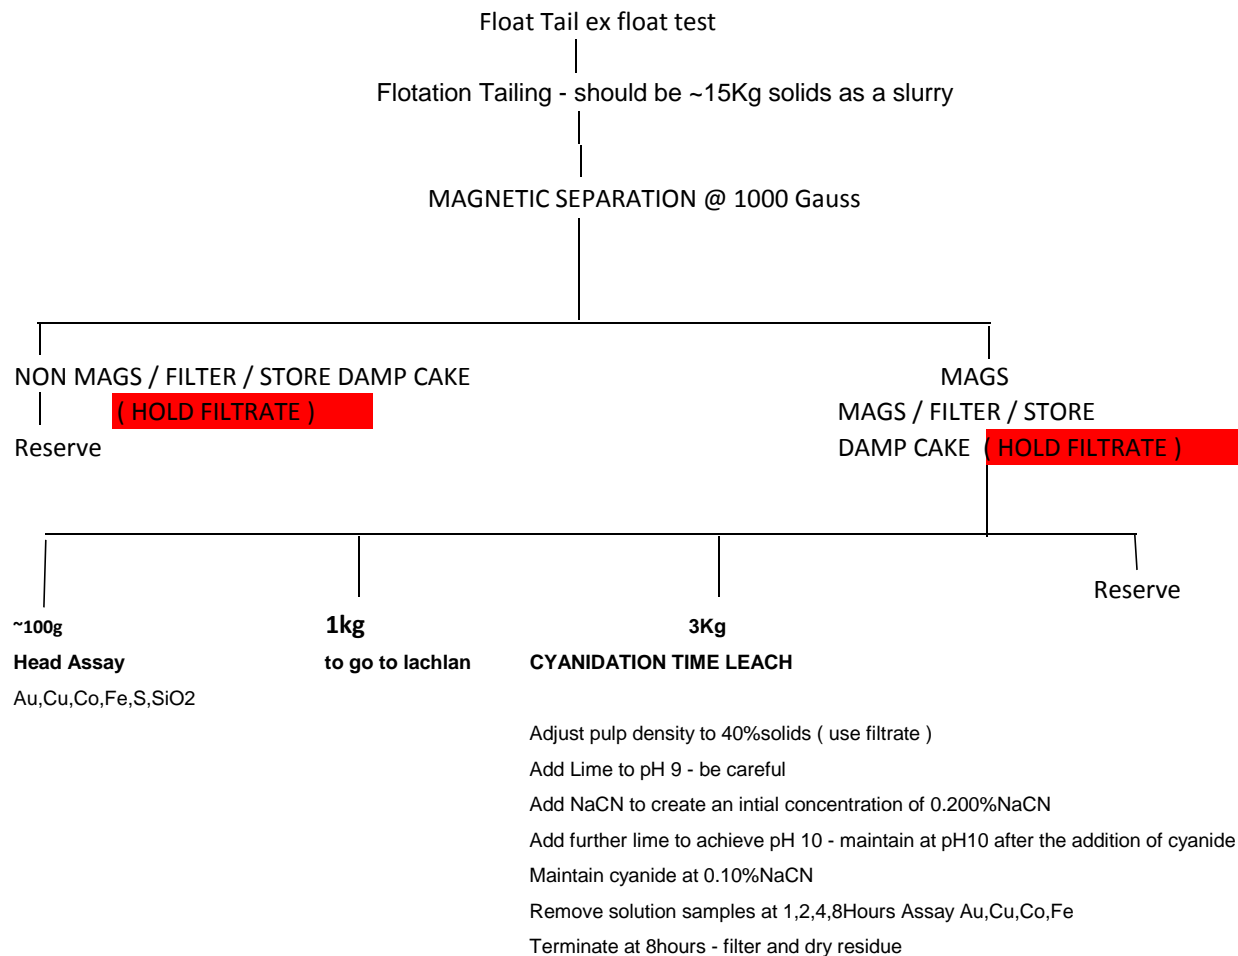 Float Tail ex float test
Flotation Tailing - should be ~15Kg solids as a slurry
MAGNETIC SEPARATION @ 1000 Gauss
NON MAGS / FILTER / STORE DAMP CAKE
( HOLD FILTRATE )
Reserve
MAGS
MAGS / FILTER / STORE
DAMP CAKE ( HOLD FILTRATE )
Reserve
~100g
Head Assay
Au,Cu,Co,Fe,S,SiO2
1kg
to go to lachlan
3Kg
CYANIDATION TIME LEACH
Adjust pulp density to 40%solids ( use filtrate )
Add Lime to pH 9 - be careful
Add NaCN to create an intial concentration of 0.200%NaCN
Add further lime to achieve pH 10 - maintain at pH10 after the addition of cyanide
Maintain cyanide at 0.10%NaCN
Remove solution samples at 1,2,4,8Hours Assay Au,Cu,Co,Fe
Terminate at 8hours - filter and dry residue